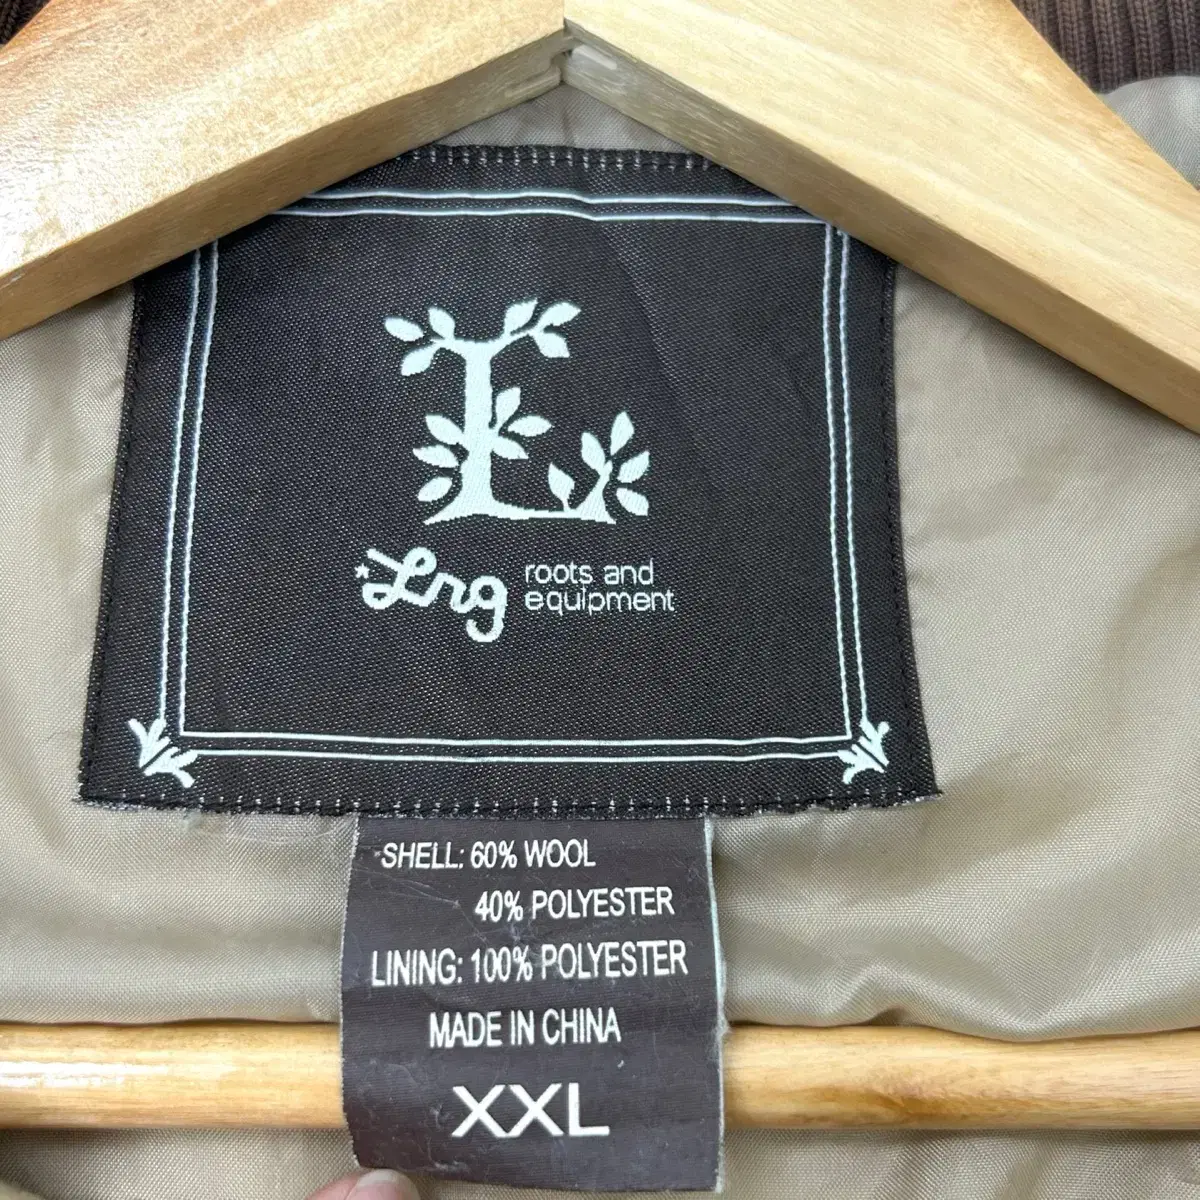 L
Lrg roots and
equipment
SHELL: 60% WOOL
40% POLYESTER
LINING: 100% POLYESTER
MADE IN CHINA
XXL